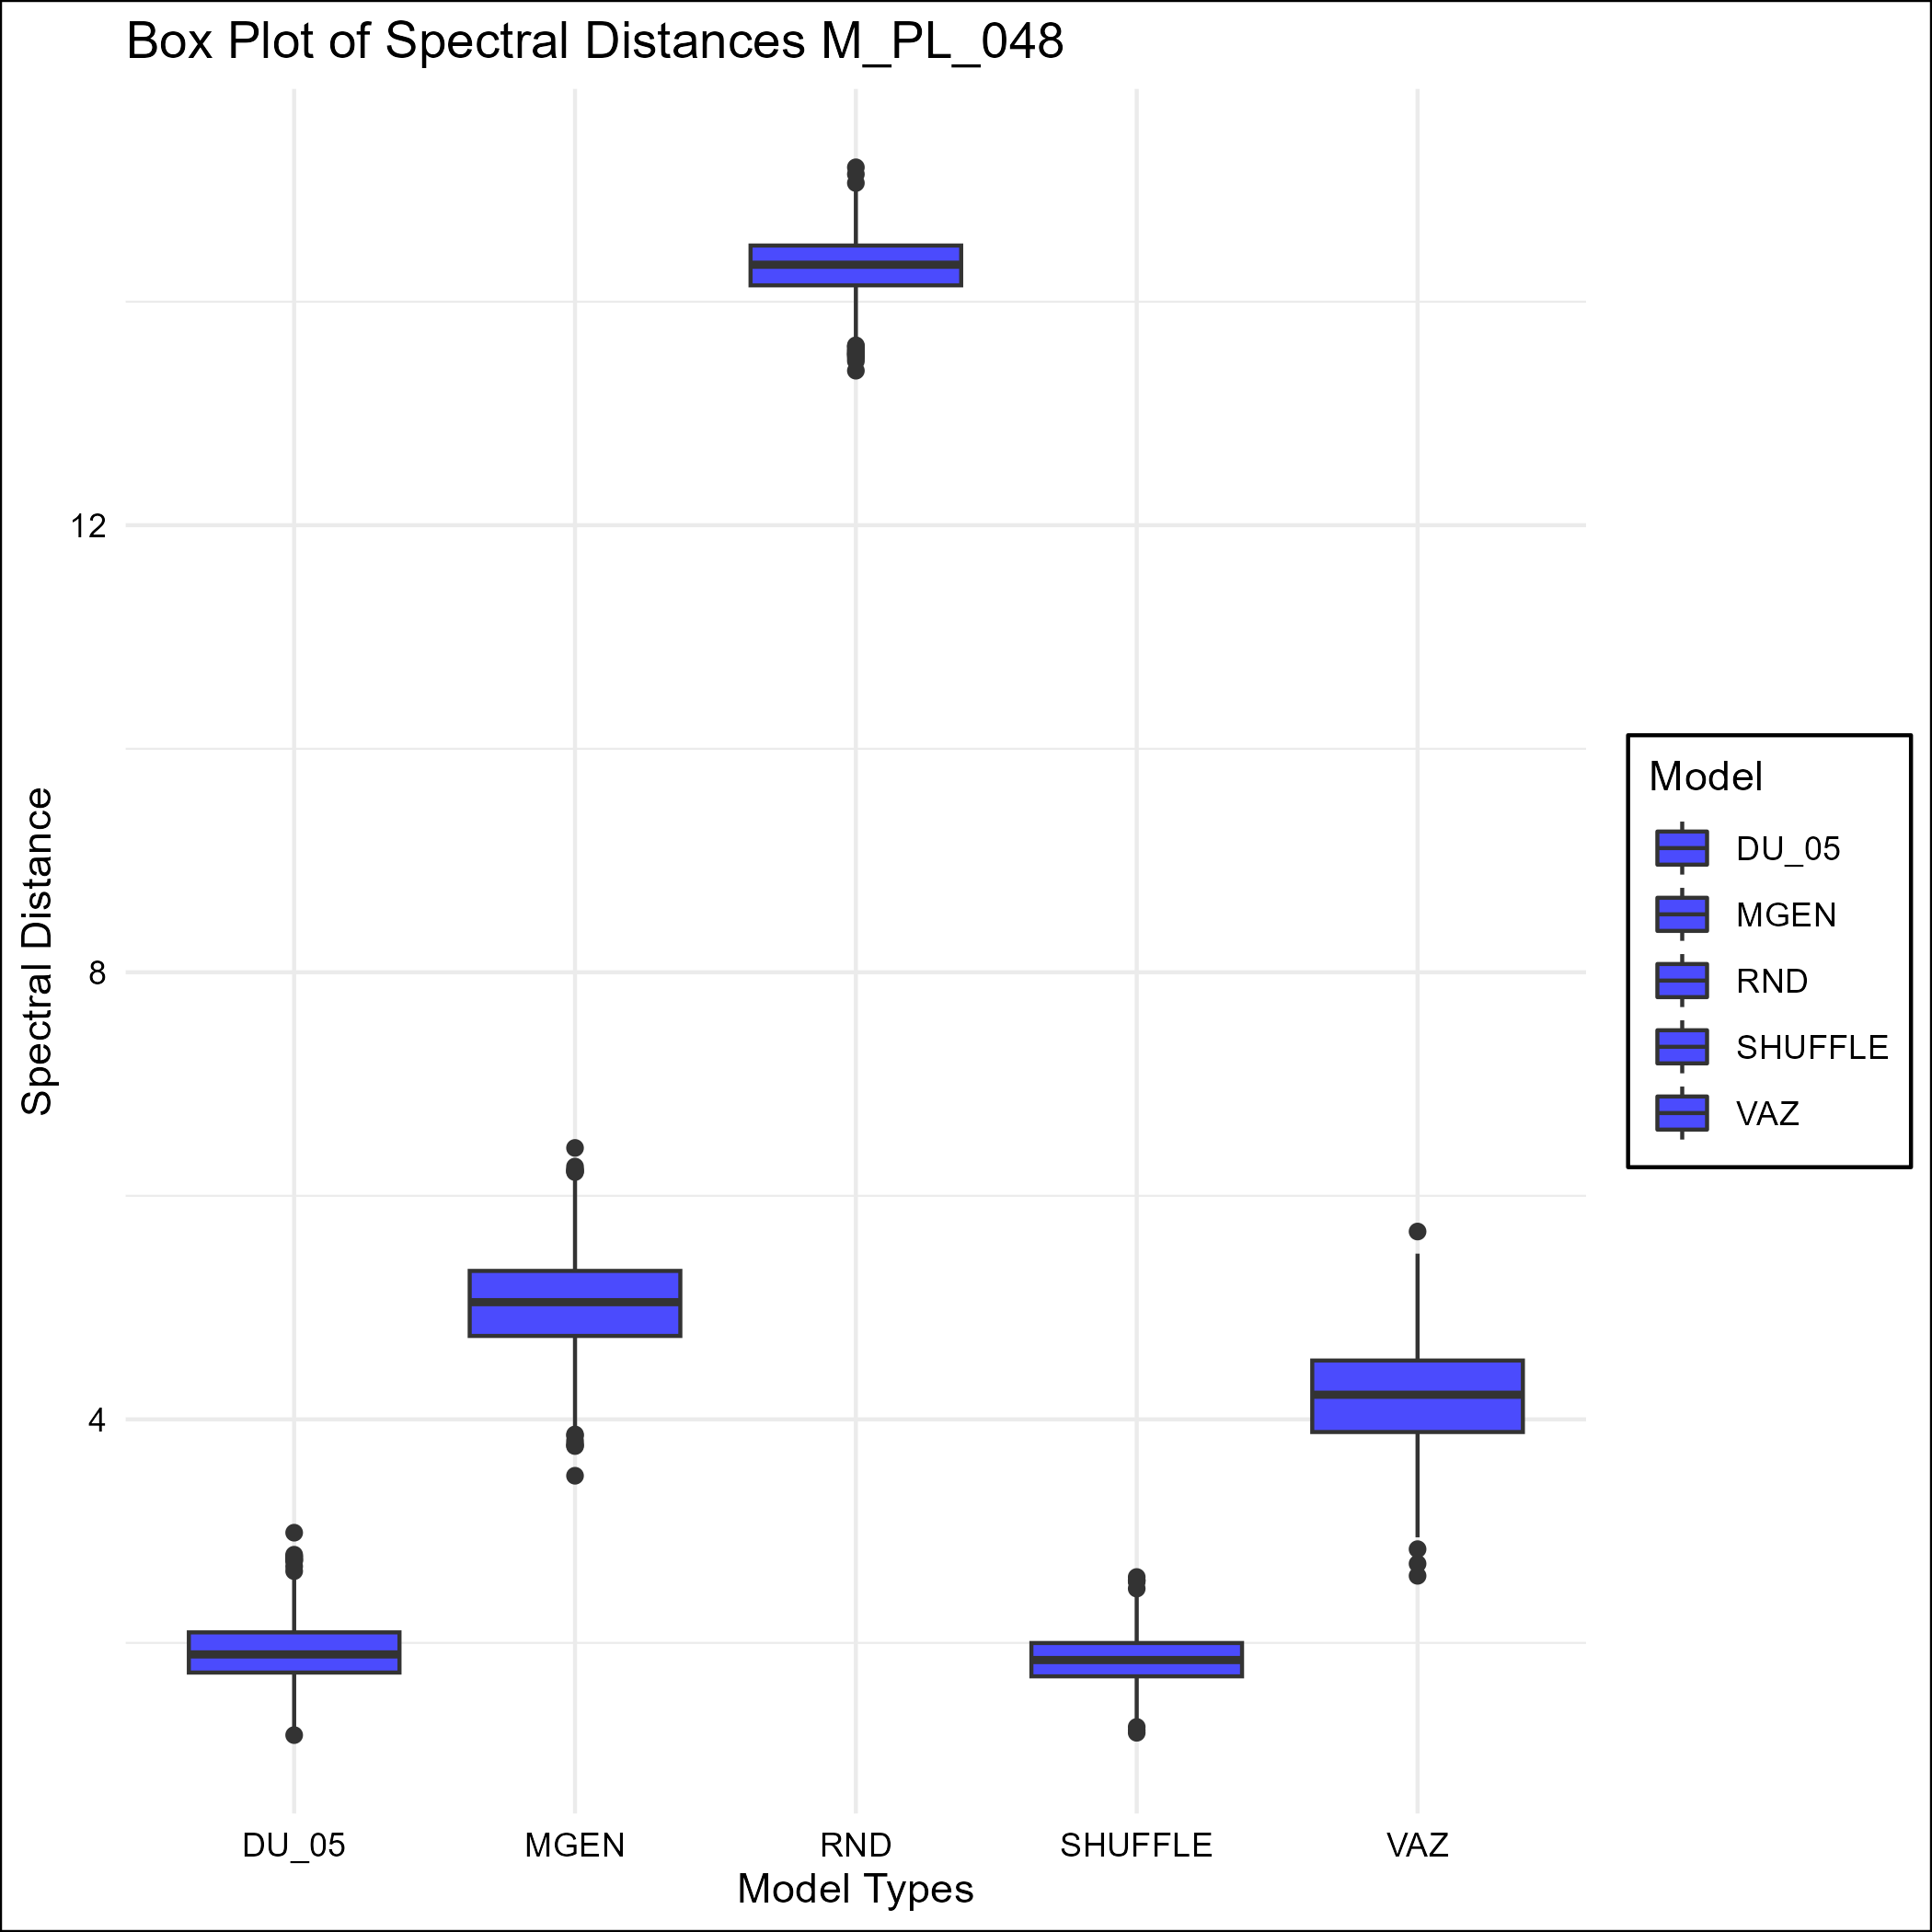 Box Plot of Spectral Distances M_PL_048
Spectral Distance
12
8
4
DU_05
MGEN
RND
SHUFFLE
VAZ
Model Types
Model
DU_05
MGEN
RND
SHUFFLE
VAZ